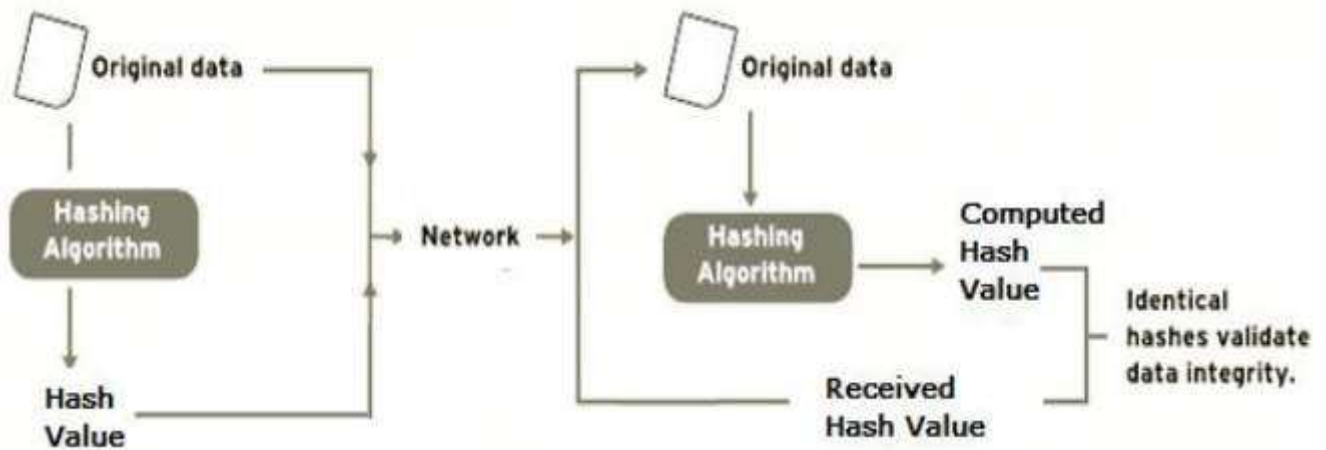 Original data
Hashing
Algorithm
Hash
Value
Network
Original data
Hashing
Algorithm
Computed
Hash
Value
Received
Hash Value
Identical
hashes validate
data integrity.